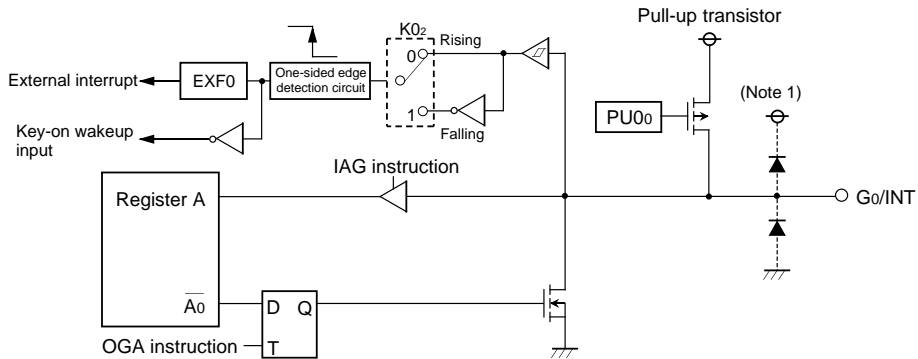 Pull-up transistor
K02
Rising
0
External interrupt
EXF0
One-sided edge
detection circuit
(Note 1)
Key-on wakeup
input
1
Falling
PU00
IAG instruction
Register A
G0/INT
A0
D
Q
OGA instruction
T